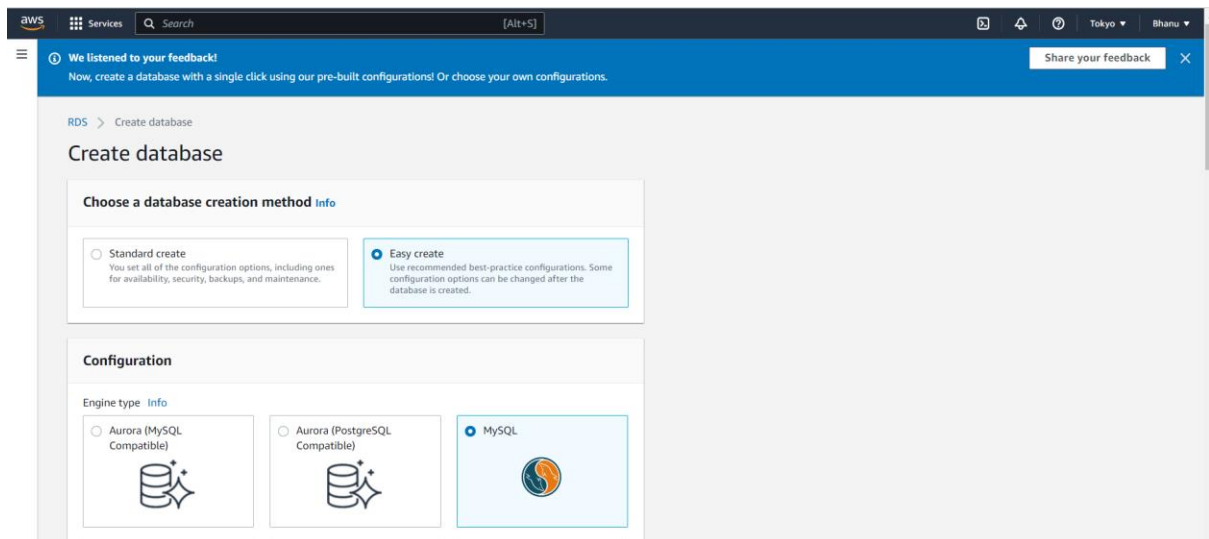 aws
Services
Search
[Alt+S]
Tokyo
Bhanu
We listened to your feedback!
Now, create a database with a single click using our pre-built configurations! Or choose your own configurations.
Share your feedback
RDS > Create database
Create database
Choose a database creation method Info
Standard create
You set all of the configuration options, including ones
for availability, security, backups, and maintenance.
Easy create
Use recommended best-practice configurations. Some
configuration options can be changed after the
database is created.
Configuration
Engine type Info
Aurora (MySQL
Compatible)
Aurora (PostgreSQL
Compatible)
MySQL